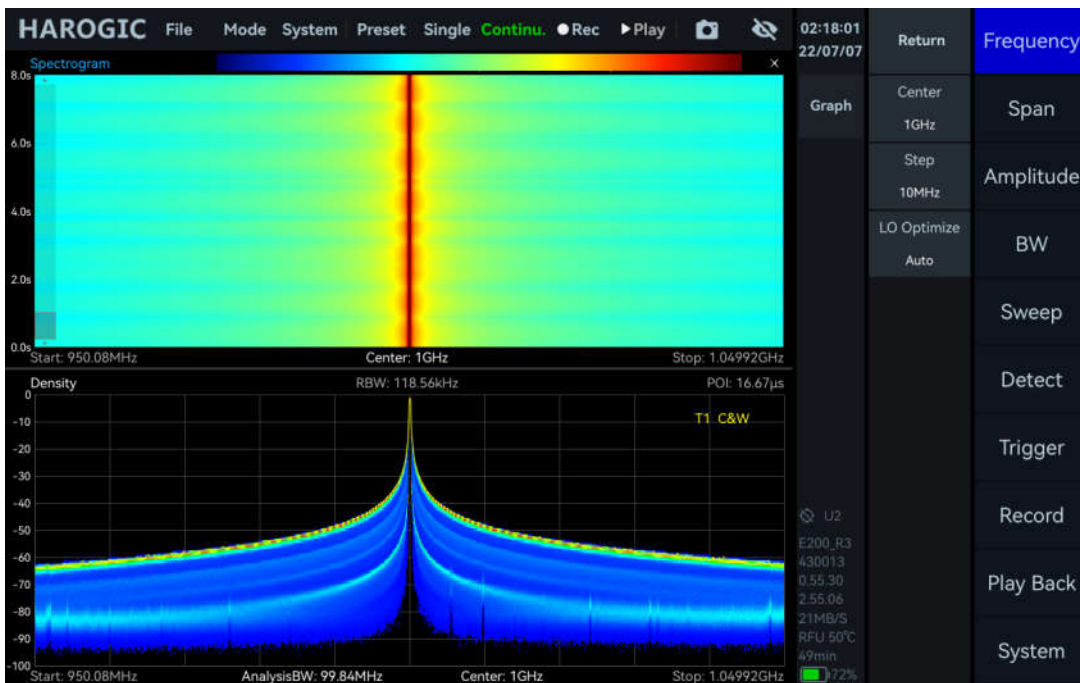 HAROGIC File Mode System Preset Single Continu. Rec Play
02:18:01
22/07/07
Graph
Return
Center
1GHz
Step
10MHz
LO Optimize
Auto
Frequency
Span
Amplitude
BW
Sweep
Detect
Trigger
Record
Play Back
System
Spectrogram ×
8.0s
6.0s
4.0s
2.0s
0.0s
Start: 950.08MHz Center: 1GHz Stop: 1.04992GHz
Density RBW: 118.56kHz POI: 16.67μs
T1 C&W
0
-10
-20
-30
-40
-50
-60
-70
-80
-90
-100
Start: 950.08MHz AnalysisBW: 99.84MHz Center: 1GHz Stop: 1.04992GHz
U2
E200_R3
430013
0.55.30
2.55.06
21MB/S
RFU 50℃
49min
72%